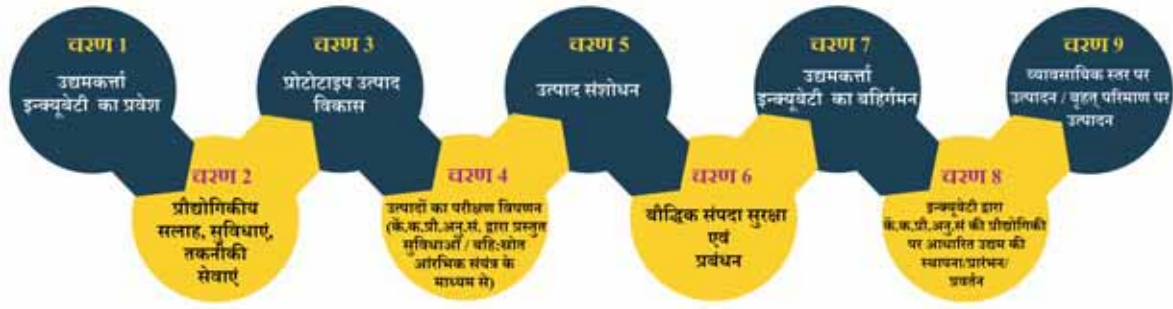 चरण 1
उद्यमकर्त्ता
इन्क्यूबेटी का प्रवेश
चरण 2
प्रौद्योगिकीय
सलाह, सुविधाएं,
तकनीकी
सेवाएं
चरण 3
प्रोटोटाइप उत्पाद
विकास
चरण 4
उत्पादों का परीक्षण विपणन
(कें.क.प्रौ.अनु.सं. द्वारा प्रस्तुत
सुविधाओं / बहि:स्रोत
आंरभिक संयंत्र के
माध्यम से)
चरण 5
उत्पाद संशोधन
चरण 6
बौद्धिक संपदा सुरक्षा
एवं
प्रबंधन
चरण 7
उद्यमकर्त्ता
इन्क्यूबेटी का बहिर्गमन
चरण 8
इन्क्यूबेटी द्वारा
कें.क.प्रौ.अनु.सं की प्रौद्योगिकी
पर आधारित उद्यम की
स्थापना/प्रारंभन/
प्रवर्तन
चरण 9
व्यावसायिक स्तर पर
उत्पादन / बृहत् परिमाण पर
उत्पादन